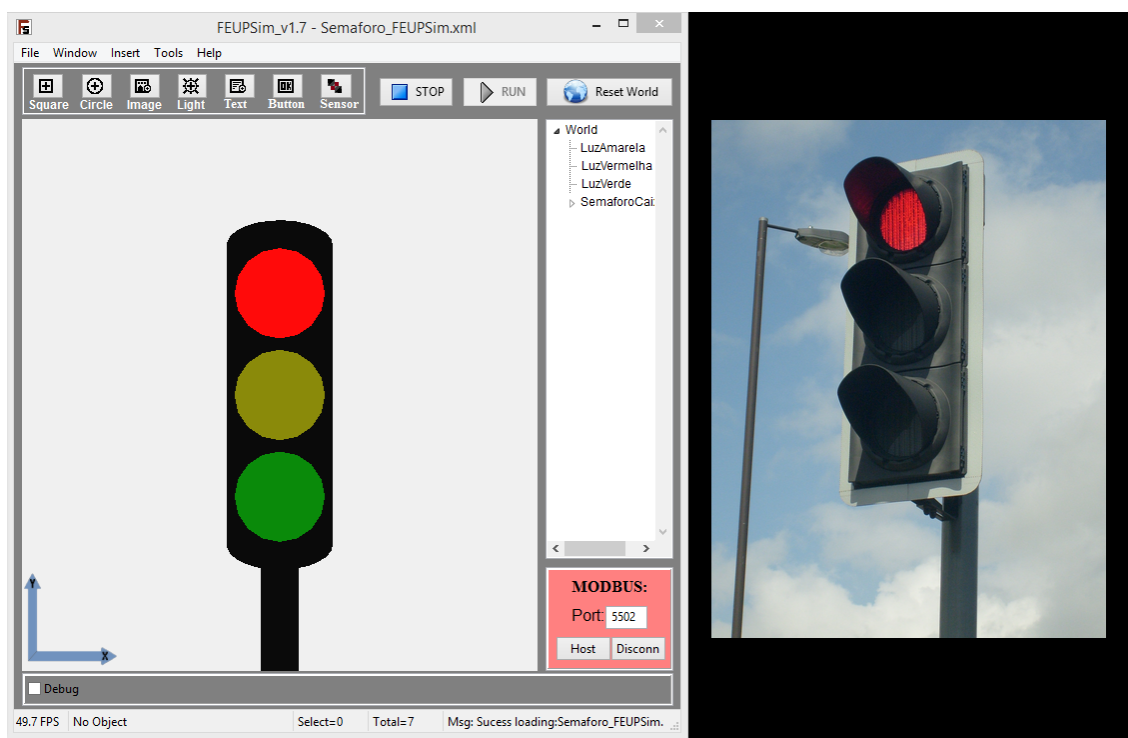 FEUPSim_v1.7 - Semaforo_FEUPSim.xml
File Window Insert Tools Help
Square Circle Image Light Text Button Sensor
OK
STOP
RUN
Reset World
World
LuzAmarela
LuzVermelha
LuzVerde
SemaforoCai
Y
X
MODBUS:
Port: 5502
Host Disconn
Debug
49.7 FPS No Object Select=0 Total=7 Msg: Sucess loading:Semaforo_FEUPSim.